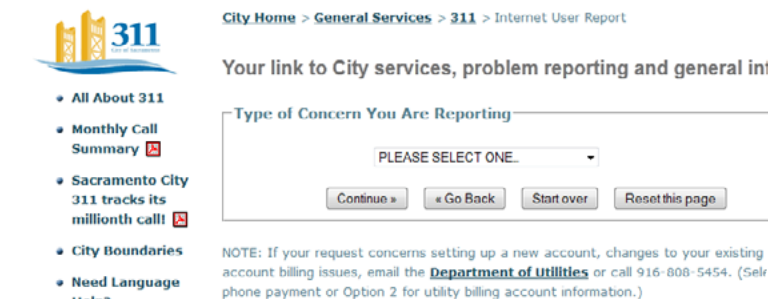 311
City of Sacramento
City Home > General Services > 311 > Internet User Report
Your link to City services, problem reporting and general inf
Type of Concern You Are Reporting
PLEASE SELECT ONE...
Continue »
« Go Back
Start over
Reset this page
NOTE: If your request concerns setting up a new account, changes to your existing
account billing issues, email the Department of Utilities or call 916-808-5454. (Sele
phone payment or Option 2 for utility billing account information.)
All About 311
Monthly Call
Summary
Sacramento City
311 tracks its
millionth call!
City Boundaries
Need Language
Help?